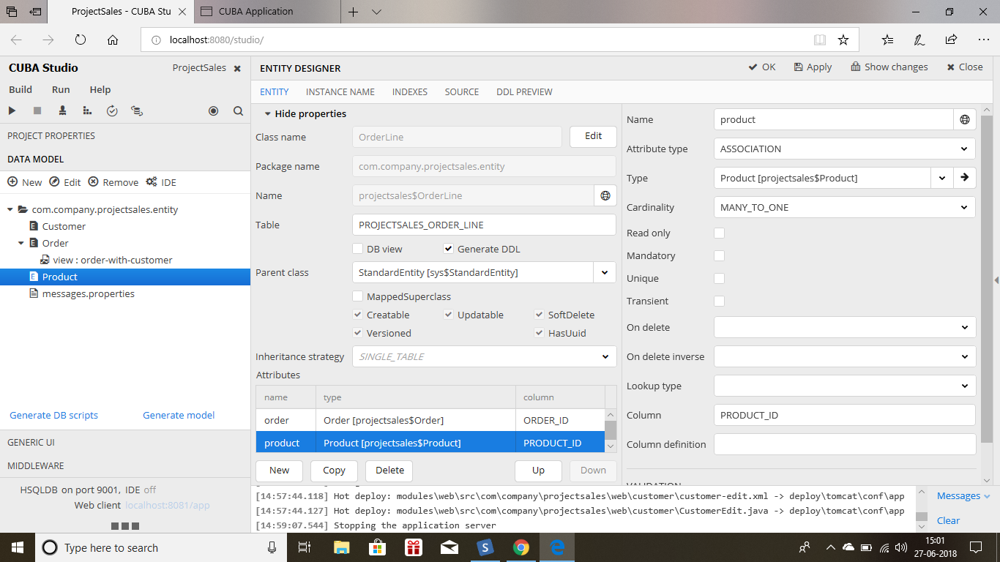 ProjectSales - CUBA Stu
CUBA Application
localhost:8080/studio/
CUBA Studio
ProjectSales
Build Run Help
PROJECT PROPERTIES
DATA MODEL
New Edit Remove IDE
com.company.projectsales.entity
Customer
Order
view : order-with-customer
Product
messages.properties
Generate DB scripts Generate model
GENERIC UI
MIDDLEWARE
HSQLDB on port 9001, IDE off
Web client localhost:8081/app
ENTITY DESIGNER
OK Apply Show changes Close
ENTITY INSTANCE NAME INDEXES SOURCE DDL PREVIEW
Hide properties
Class name OrderLine Edit
Package name com.company.projectsales.entity
Name projectsales$OrderLine
Table PROJECTSALES_ORDER_LINE
DB view Generate DDL
Parent class StandardEntity [sys$StandardEntity]
MappedSuperclass
Creatable Updatable SoftDelete
Versioned HasUuid
Inheritance strategy SINGLE_TABLE
Attributes
name type column
order Order [projectsales$Order] ORDER_ID
product Product [projectsales$Product] PRODUCT_ID
New Copy Delete Up Down
Name product
Attribute type ASSOCIATION
Type Product [projectsales$Product]
Cardinality MANY_TO_ONE
Read only
Mandatory
Unique
Transient
On delete
On delete inverse
Lookup type
Column PRODUCT_ID
Column definition
VALIDATION
[14:57:44.118] Hot deploy: modules\web\src\com\company\projectsales\web\customer\customer-edit.xml -> deploy\tomcat\conf\app
[14:57:44.127] Hot deploy: modules\web\src\com\company\projectsales\web\customer\CustomerEdit.java -> deploy\tomcat\conf\app
[14:59:07.544] Stopping the application server
Messages
Clear
Type here to search
15:01
27-06-2018